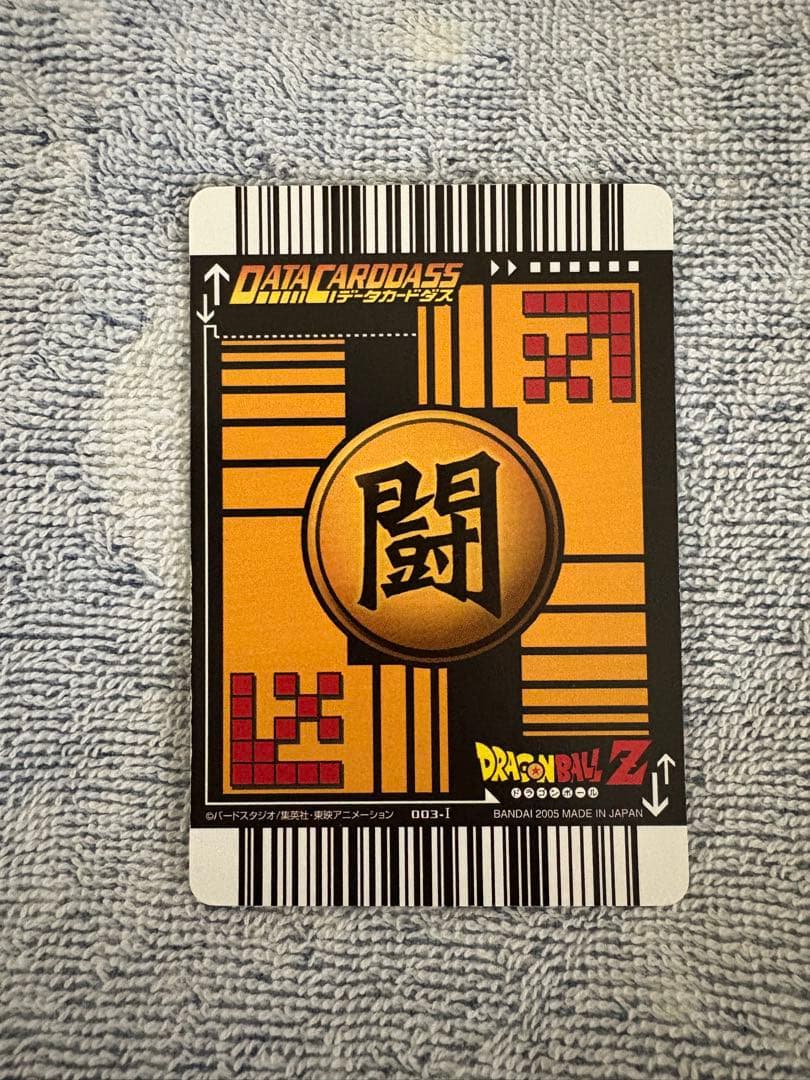 DATA CARDDASS
データカードダス
闘
DRAGONBALL Z
ドラゴンボール
©バードスタジオ/集英社・東映アニメーション 003-I BANDAI 2005 MADE IN JAPAN